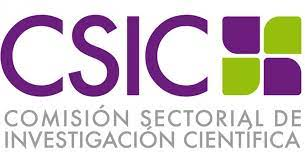 CSIC
COMISIÓN SECTORIAL DE
INVESTIGACIÓN CIENTÍFICA